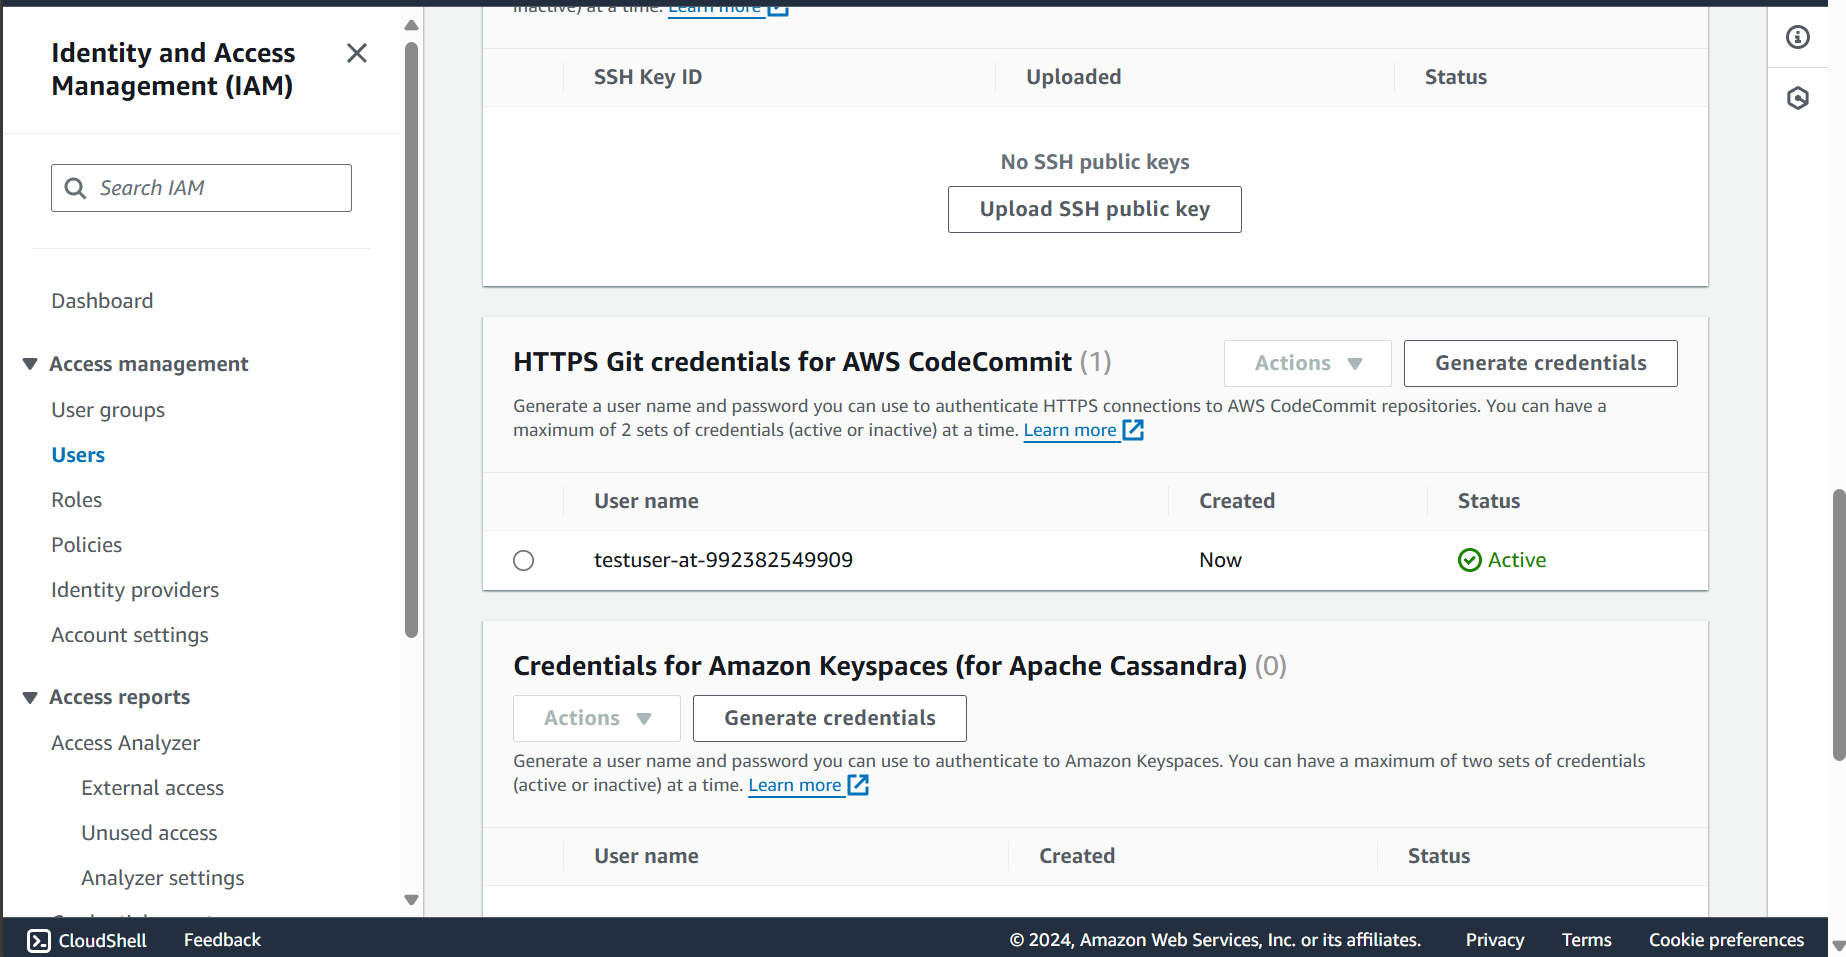 Identity and Access
Management (IAM)
Search IAM
Dashboard
Access management
User groups
Users
Roles
Policies
Identity providers
Account settings
Access reports
Access Analyzer
External access
Unused access
Analyzer settings
inactive) at a time. Learn more
SSH Key ID Uploaded Status
No SSH public keys
Upload SSH public key
HTTPS Git credentials for AWS CodeCommit (1)
Actions Generate credentials
Generate a user name and password you can use to authenticate HTTPS connections to AWS CodeCommit repositories. You can have a
maximum of 2 sets of credentials (active or inactive) at a time. Learn more
User name Created Status
testuser-at-992382549909 Now Active
Credentials for Amazon Keyspaces (for Apache Cassandra) (0)
Actions Generate credentials
Generate a user name and password you can use to authenticate to Amazon Keyspaces. You can have a maximum of two sets of credentials
(active or inactive) at a time. Learn more
User name Created Status
CloudShell Feedback © 2024, Amazon Web Services, Inc. or its affiliates. Privacy Terms Cookie preferences